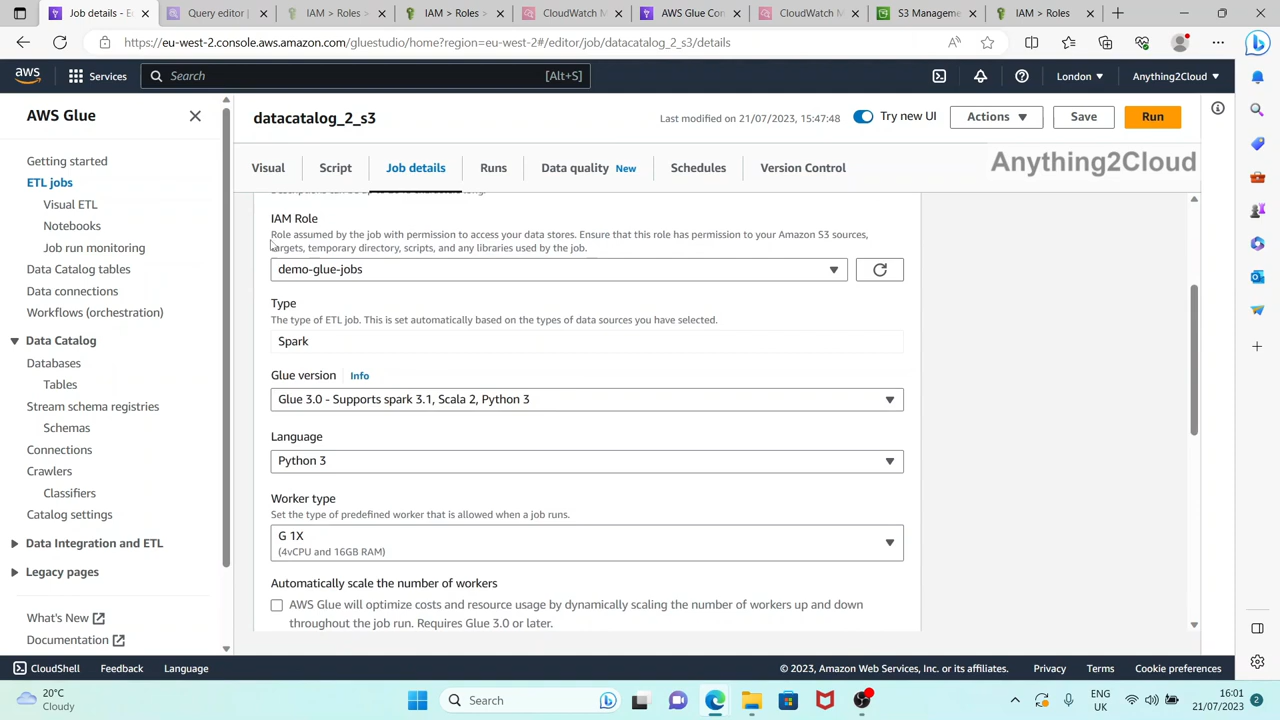 Job details - E
Query editor |
IAM > Roles >
IAM > Roles
CloudWatch M
AWS Glue Con
CloudWatch M
S3 Manageme
IAM > Roles
https://eu-west-2.console.aws.amazon.com/gluestudio/home?region=eu-west-2#/editor/job/datacatalog_2_s3/details
aws
Services
Search
[Alt+S]
London
Anything2Cloud
AWS Glue
Getting started
ETL jobs
Visual ETL
Notebooks
Job run monitoring
Data Catalog tables
Data connections
Workflows (orchestration)
Data Catalog
Databases
Tables
Stream schema registries
Schemas
Connections
Crawlers
Classifiers
Catalog settings
Data Integration and ETL
Legacy pages
What's New
Documentation
datacatalog_2_s3
Last modified on 21/07/2023, 15:47:48
Try new UI
Actions
Save
Run
Visual
Script
Job details
Runs
Data quality New
Schedules
Version Control
Anything2Cloud
IAM Role
Role assumed by the job with permission to access your data stores. Ensure that this role has permission to your Amazon S3 sources,
targets, temporary directory, scripts, and any libraries used by the job.
demo-glue-jobs
Type
The type of ETL job. This is set automatically based on the types of data sources you have selected.
Spark
Glue version
Info
Glue 3.0 - Supports spark 3.1, Scala 2, Python 3
Language
Python 3
Worker type
Set the type of predefined worker that is allowed when a job runs.
G 1X
(4vCPU and 16GB RAM)
Automatically scale the number of workers
AWS Glue will optimize costs and resource usage by dynamically scaling the number of workers up and down
throughout the job run. Requires Glue 3.0 or later.
CloudShell
Feedback
Language
© 2023, Amazon Web Services, Inc. or its affiliates.
Privacy
Terms
Cookie preferences
20°C
Cloudy
Search
ENG
UK
16:01
21/07/2023
2